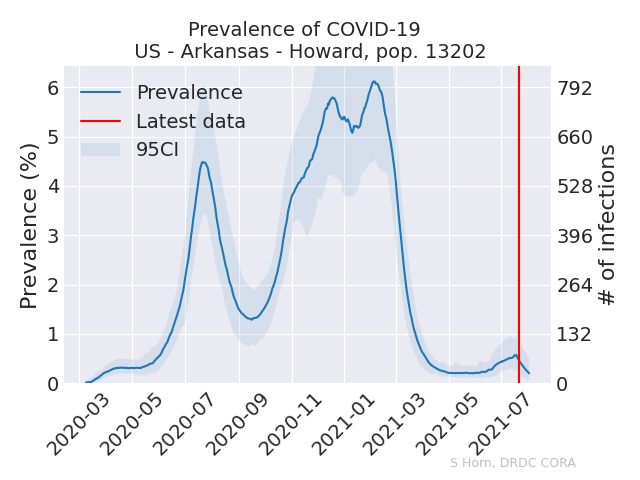 Prevalence of COVID-19
US - Arkansas - Howard, pop. 13202
Prevalence
Latest data
95CI
Prevalence (%)
6
5
4
3
2
1
0
792
660
528
396
264
132
0
# of infections
2020-03
2020-05
2020-07
2020-09
2020-11
2021-01
2021-03
2021-05
2021-07
S Horn, DRDC CORA